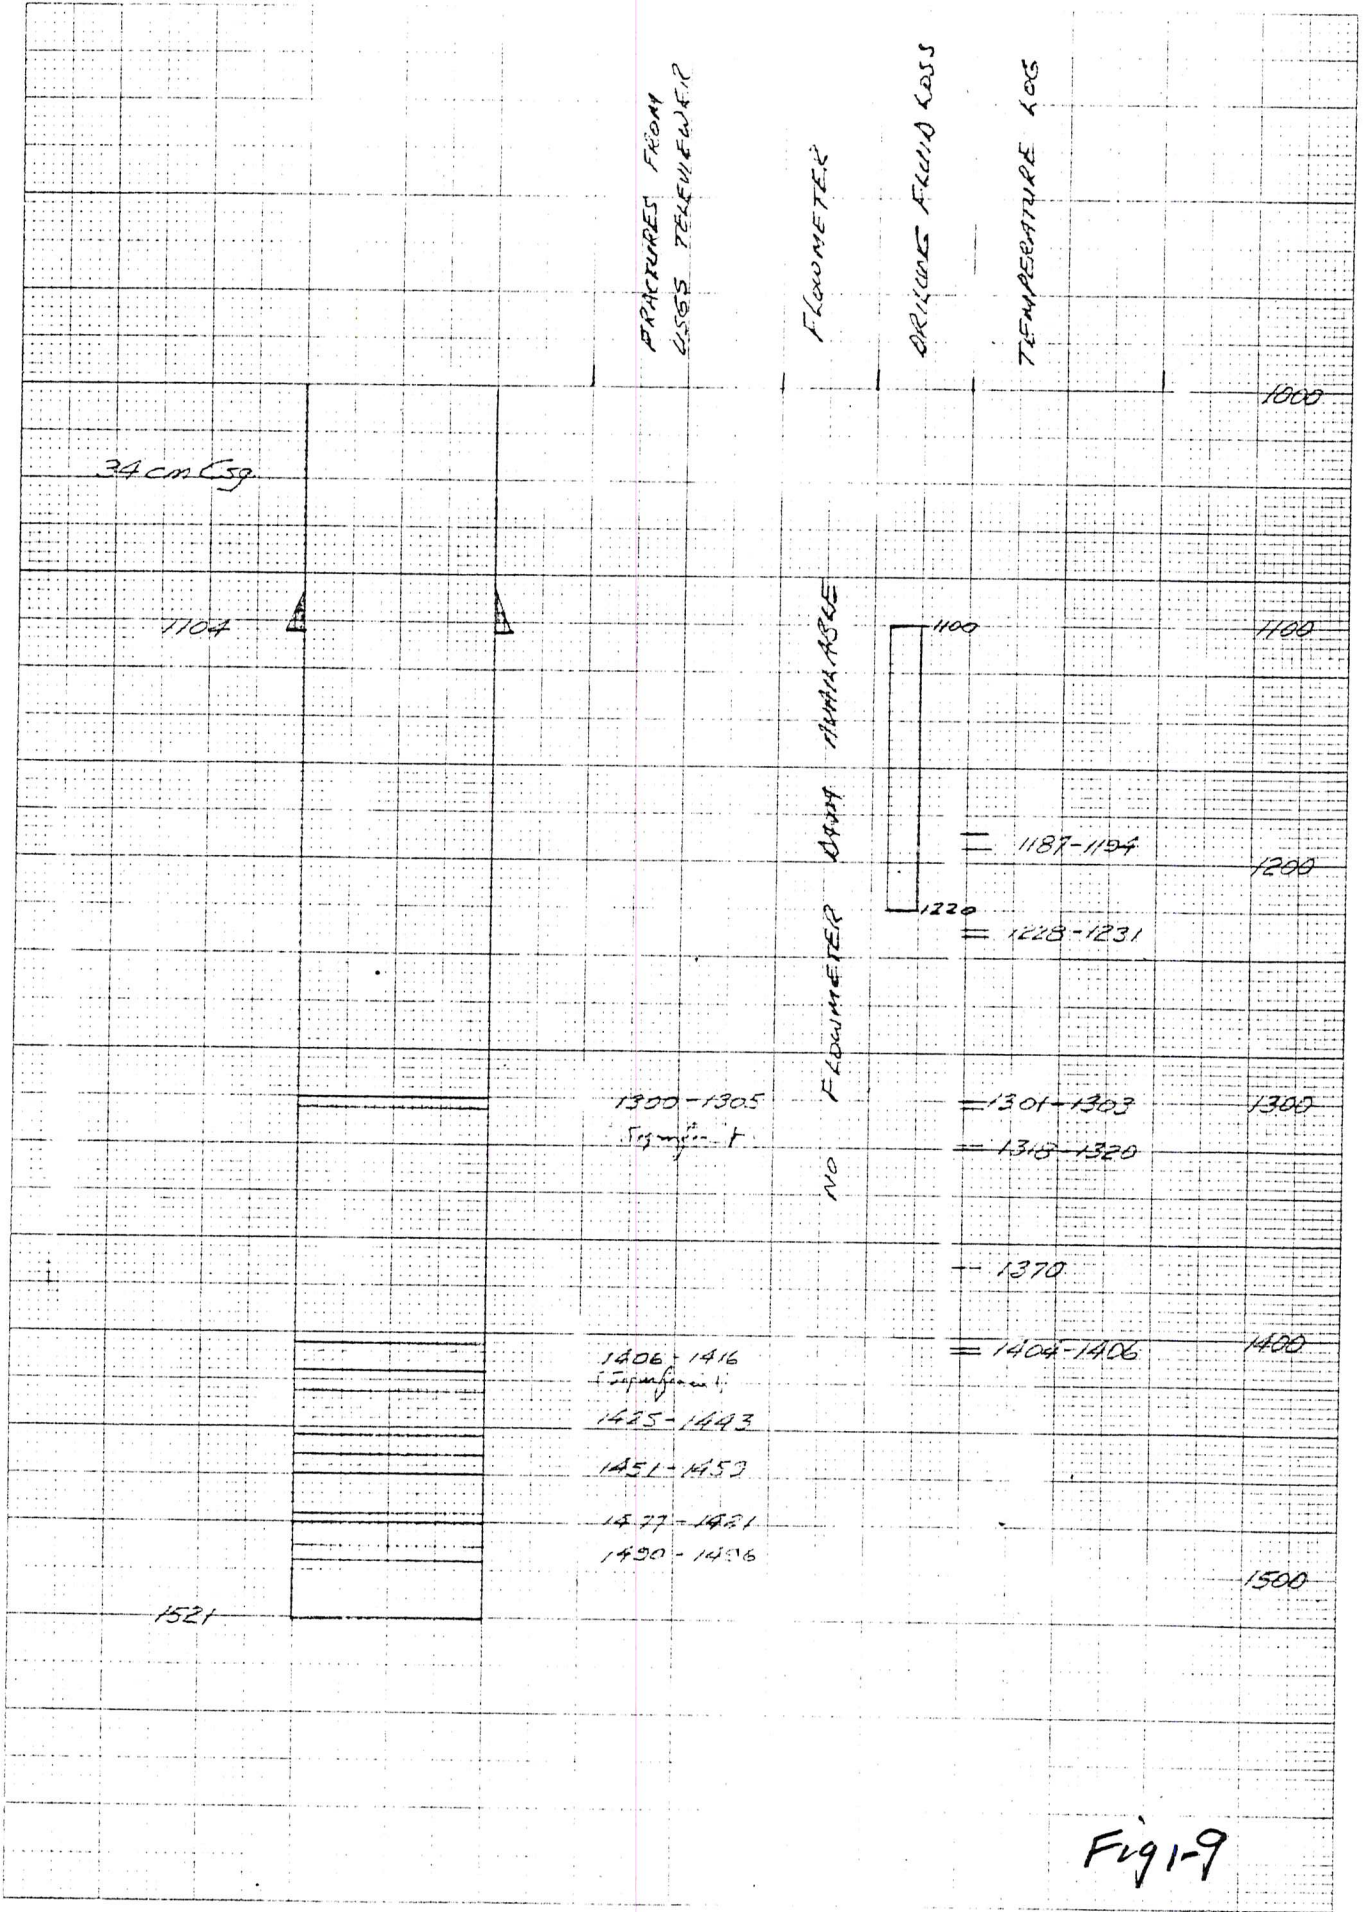 FRACTURES FROM
USGS TELEVIEWER
FLOWMETER
DRILLING FLUID LOSS
TEMPERATURE LOG
1000
34 cm Csg.
1104
1100
1100
NO FLOWMETER DATA AVAILABLE
1187-1194
1200
1220
1228-1231
1300-1305
1301-1303
1300
1318-1320
1370
1406-1416
1404-1406
1400
1425-1443
1451-1459
1477-1481
1490-1496
1500
1521
Fig 1-9